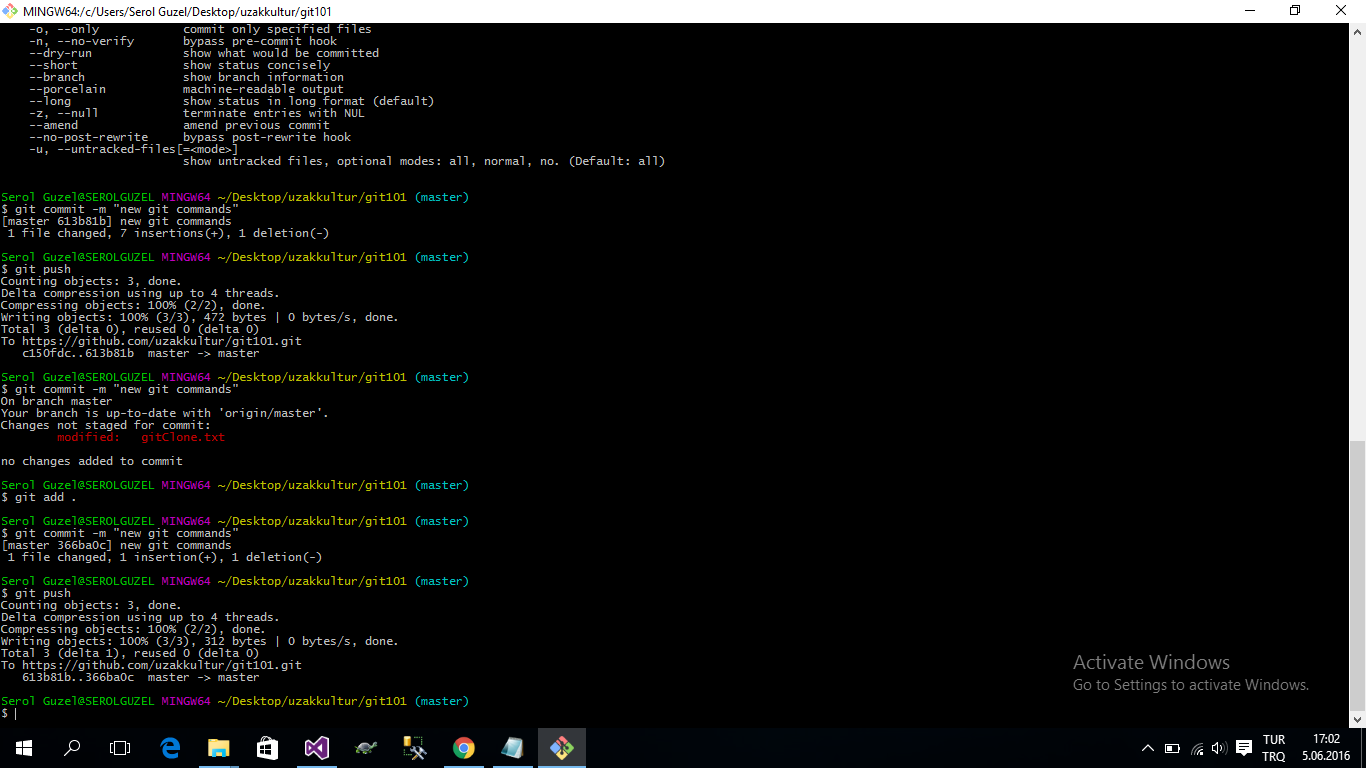 MINGW64:/c/Users/Serol Guzel/Desktop/uzakkultur/git101
-o, --only commit only specified files
-n, --no-verify bypass pre-commit hook
--dry-run show what would be committed
--short show status concisely
--branch show branch information
--porcelain machine-readable output
--long show status in long format (default)
-z, --null terminate entries with NUL
--amend amend previous commit
--no-post-rewrite bypass post-rewrite hook
-u, --untracked-files[=<mode>]
show untracked files, optional modes: all, normal, no. (Default: all)
Serol Guzel@SEROLGUZEL MINGW64 ~/Desktop/uzakkultur/git101 (master)
$ git commit -m "new git commands"
[master 613b81b] new git commands
1 file changed, 7 insertions(+), 1 deletion(-)
Serol Guzel@SEROLGUZEL MINGW64 ~/Desktop/uzakkultur/git101 (master)
$ git push
Counting objects: 3, done.
Delta compression using up to 4 threads.
Compressing objects: 100% (2/2), done.
Writing objects: 100% (3/3), 472 bytes | 0 bytes/s, done.
Total 3 (delta 0), reused 0 (delta 0)
To https://github.com/uzakkultur/git101.git
c150fdc..613b81b master -> master
Serol Guzel@SEROLGUZEL MINGW64 ~/Desktop/uzakkultur/git101 (master)
$ git commit -m "new git commands"
On branch master
Your branch is up-to-date with 'origin/master'.
Changes not staged for commit:
modified: gitClone.txt
no changes added to commit
Serol Guzel@SEROLGUZEL MINGW64 ~/Desktop/uzakkultur/git101 (master)
$ git add .
Serol Guzel@SEROLGUZEL MINGW64 ~/Desktop/uzakkultur/git101 (master)
$ git commit -m "new git commands"
[master 366ba0c] new git commands
1 file changed, 1 insertion(+), 1 deletion(-)
Serol Guzel@SEROLGUZEL MINGW64 ~/Desktop/uzakkultur/git101 (master)
$ git push
Counting objects: 3, done.
Delta compression using up to 4 threads.
Compressing objects: 100% (2/2), done.
Writing objects: 100% (3/3), 312 bytes | 0 bytes/s, done.
Total 3 (delta 1), reused 0 (delta 0)
To https://github.com/uzakkultur/git101.git
613b81b..366ba0c master -> master
Serol Guzel@SEROLGUZEL MINGW64 ~/Desktop/uzakkultur/git101 (master)
$
Activate Windows
Go to Settings to activate Windows.
TUR
TRQ
17:02
5.06.2016